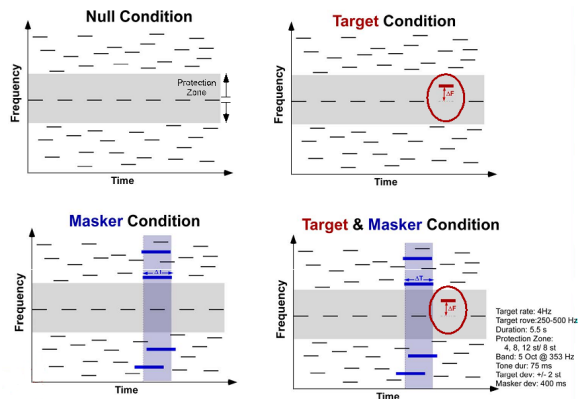 Null Condition
Target Condition
Frequency
Protection
Zone
Time
Frequency
ΔF
Time
Masker Condition
Target & Masker Condition
Frequency
ΔT
Time
Frequency
ΔT
ΔF
Time
Target rate: 4Hz
Target rove:250-500 Hz
Duration: 5.5 s
Protection Zone:
4, 8, 12 st/ 8 st
Band: 5 Oct @ 353 Hz
Tone dur: 75 ms
Target dev: +/- 2 st
Masker dev: 400 ms